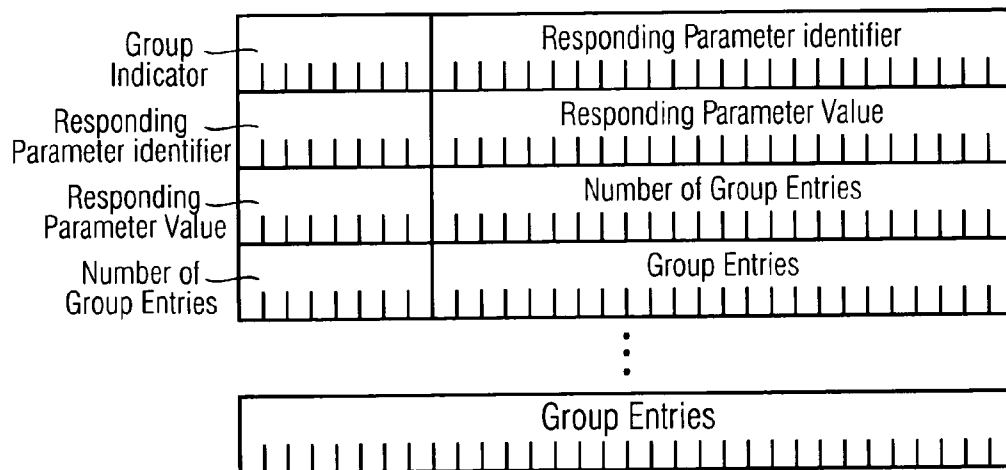 Group
Indicator
Responding Parameter identifier
Responding
Parameter identifier
Responding Parameter Value
Responding
Parameter Value
Number of Group Entries
Number of
Group Entries
Group Entries
Group Entries